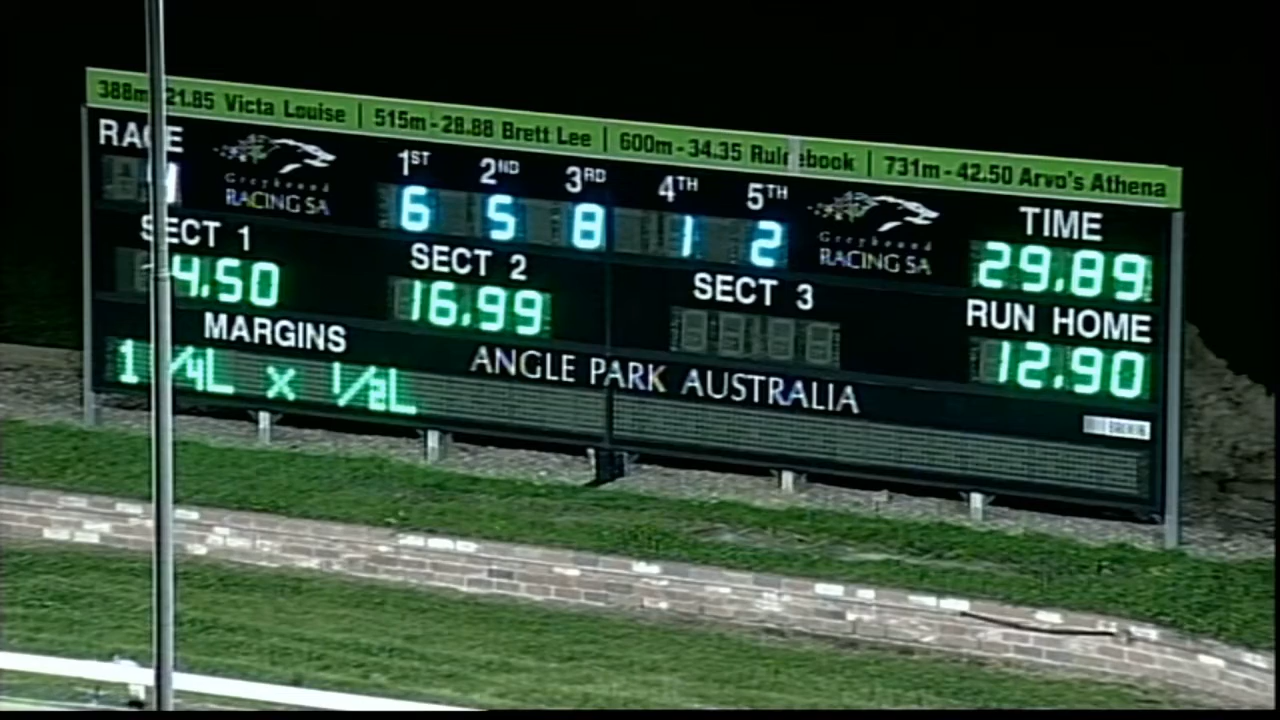 388m 21.85 Victa Louise | 515m-28.88 Brett Lee | 600m-34.35 Rulebook | 731m-42.50 Arvo's Athena
RACE 1ST 2ND 3RD 4TH 5TH TIME
Greyhound RACING SA 6 5 8 1 2 Greyhound RACING SA 29.89
SECT 1 SECT 2 SECT 3 RUN HOME
4.50 16.99 12.90
MARGINS ANGLE PARK AUSTRALIA
1 1/4L x 1/2L